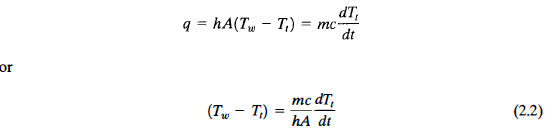 q = hA(T_w − T_t) = mc dT_t/dt
or
(T_w − T_t) = mc/hA dT_t/dt (2.2)